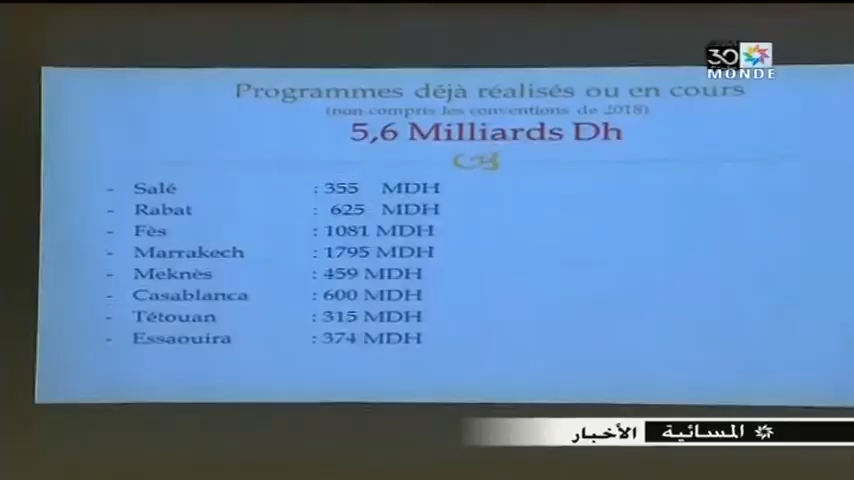 30
MONDE
Programmes déjà réalisés ou en cours
(non compris les conventions de 2018)
5,6 Milliards Dh
- Salé : 355 MDH
- Rabat : 625 MDH
- Fès : 1081 MDH
- Marrakech : 1795 MDH
- Meknès : 459 MDH
- Casablanca : 600 MDH
- Tétouan : 315 MDH
- Essaouira : 374 MDH
المسائية الأخبار